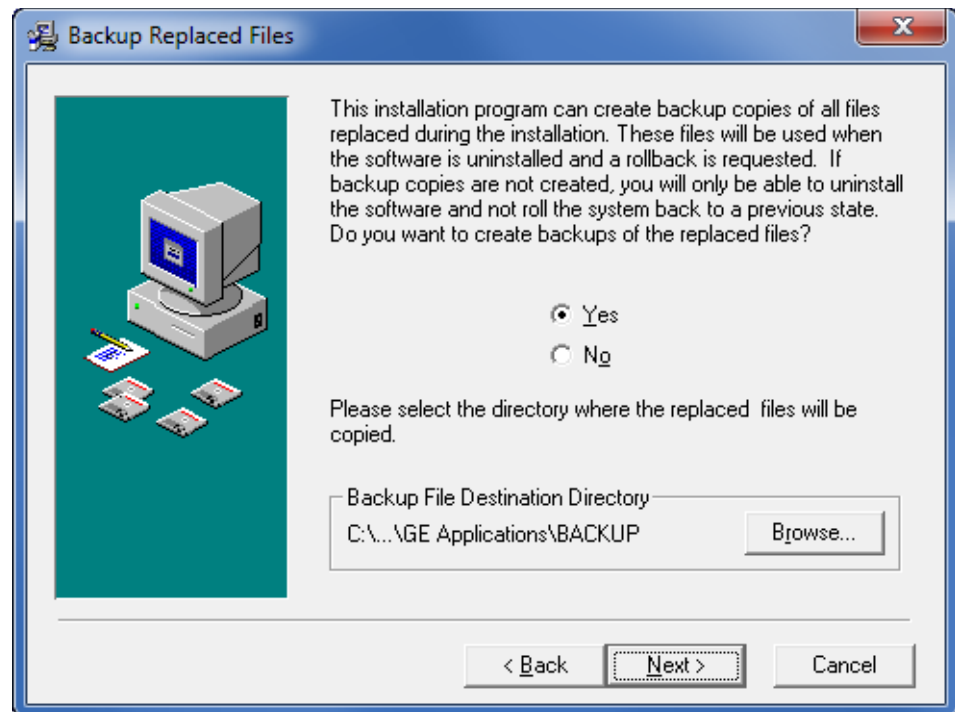 Backup Replaced Files
This installation program can create backup copies of all files
replaced during the installation. These files will be used when
the software is uninstalled and a rollback is requested.  If
backup copies are not created, you will only be able to uninstall
the software and not roll the system back to a previous state.
Do you want to create backups of the replaced files?
Yes
No
Please select the directory where the replaced  files will be
copied.
Backup File Destination Directory
C:\...\GE Applications\BACKUP
Browse...
< Back
Next >
Cancel